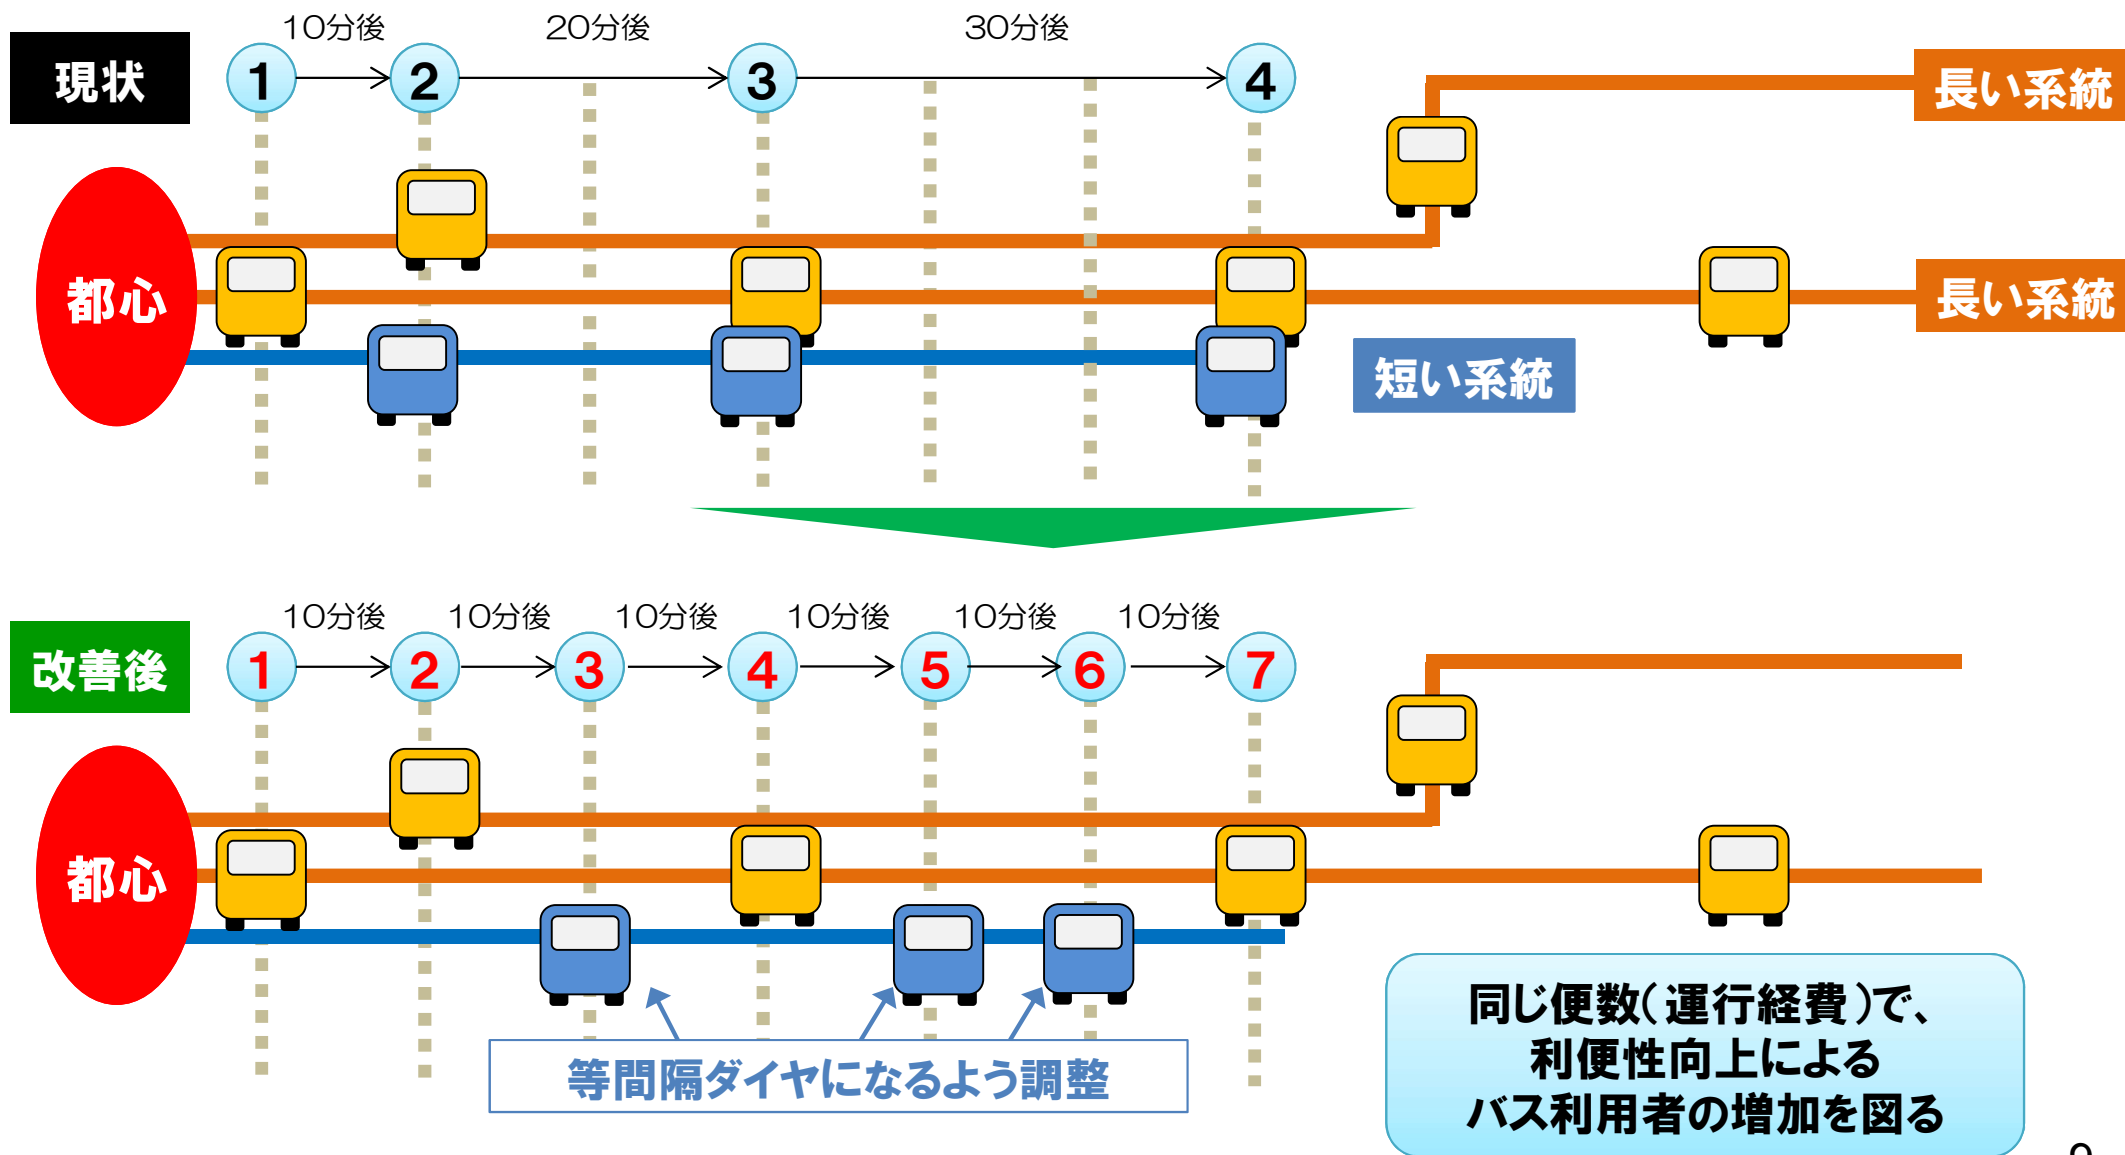 10分後
20分後
30分後
現状
1
2
3
4
長い系統
都心
長い系統
短い系統
10分後
10分後
10分後
10分後
10分後
10分後
改善後
1
2
3
4
5
6
7
都心
等間隔ダイヤになるよう調整
同じ便数(運行経費)で、
利便性向上による
バス利用者の増加を図る